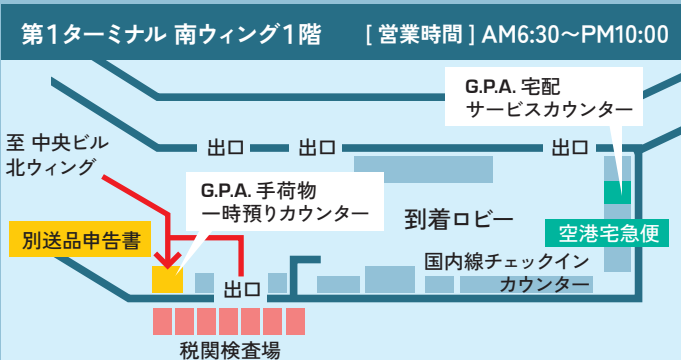 第1ターミナル 南ウィング1階 [ 営業時間 ] AM6:30〜PM10:00
G.P.A. 宅配
サービスカウンター
至 中央ビル
北ウィング
出口
出口
出口
G.P.A. 手荷物
一時預りカウンター
到着ロビー
別送品申告書
空港宅急便
国内線チェックイン
カウンター
出口
税関検査場